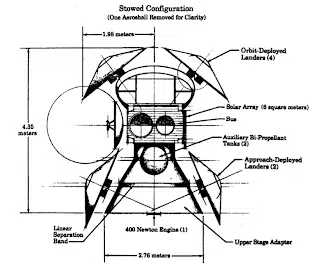 Stowed Configuration
(One Aeroshell Removed for Clarity)
1.98 meters
Orbit-Deployed
Landers (4)
Solar Array (6 square meters)
Bus
4.35
meters
Auxiliary Bi-Propellant
Tanks (2)
Approach-Deployed
Landers (2)
Linear
Separation
Band
400 Newton Engine (1)
Upper Stage Adapter
2.76 meters